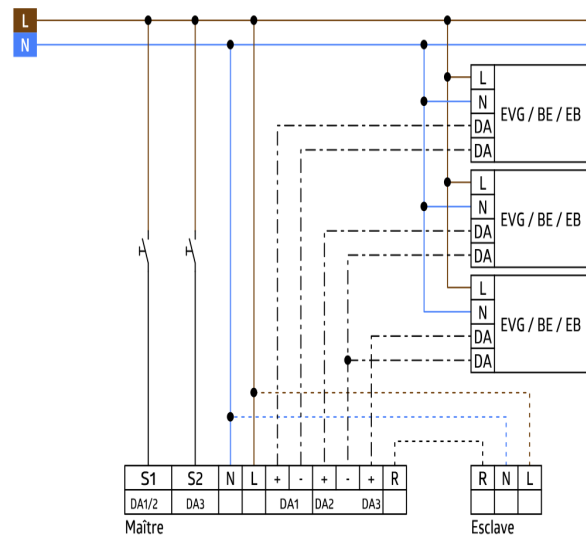 L
N
L
N
DA
DA
EVG / BE / EB
L
N
DA
DA
EVG / BE / EB
L
N
DA
DA
EVG / BE / EB
S1 S2 N L + - + - + R
DA1/2 DA3 DA1 DA2 DA3
Maître
R N L
Esclave